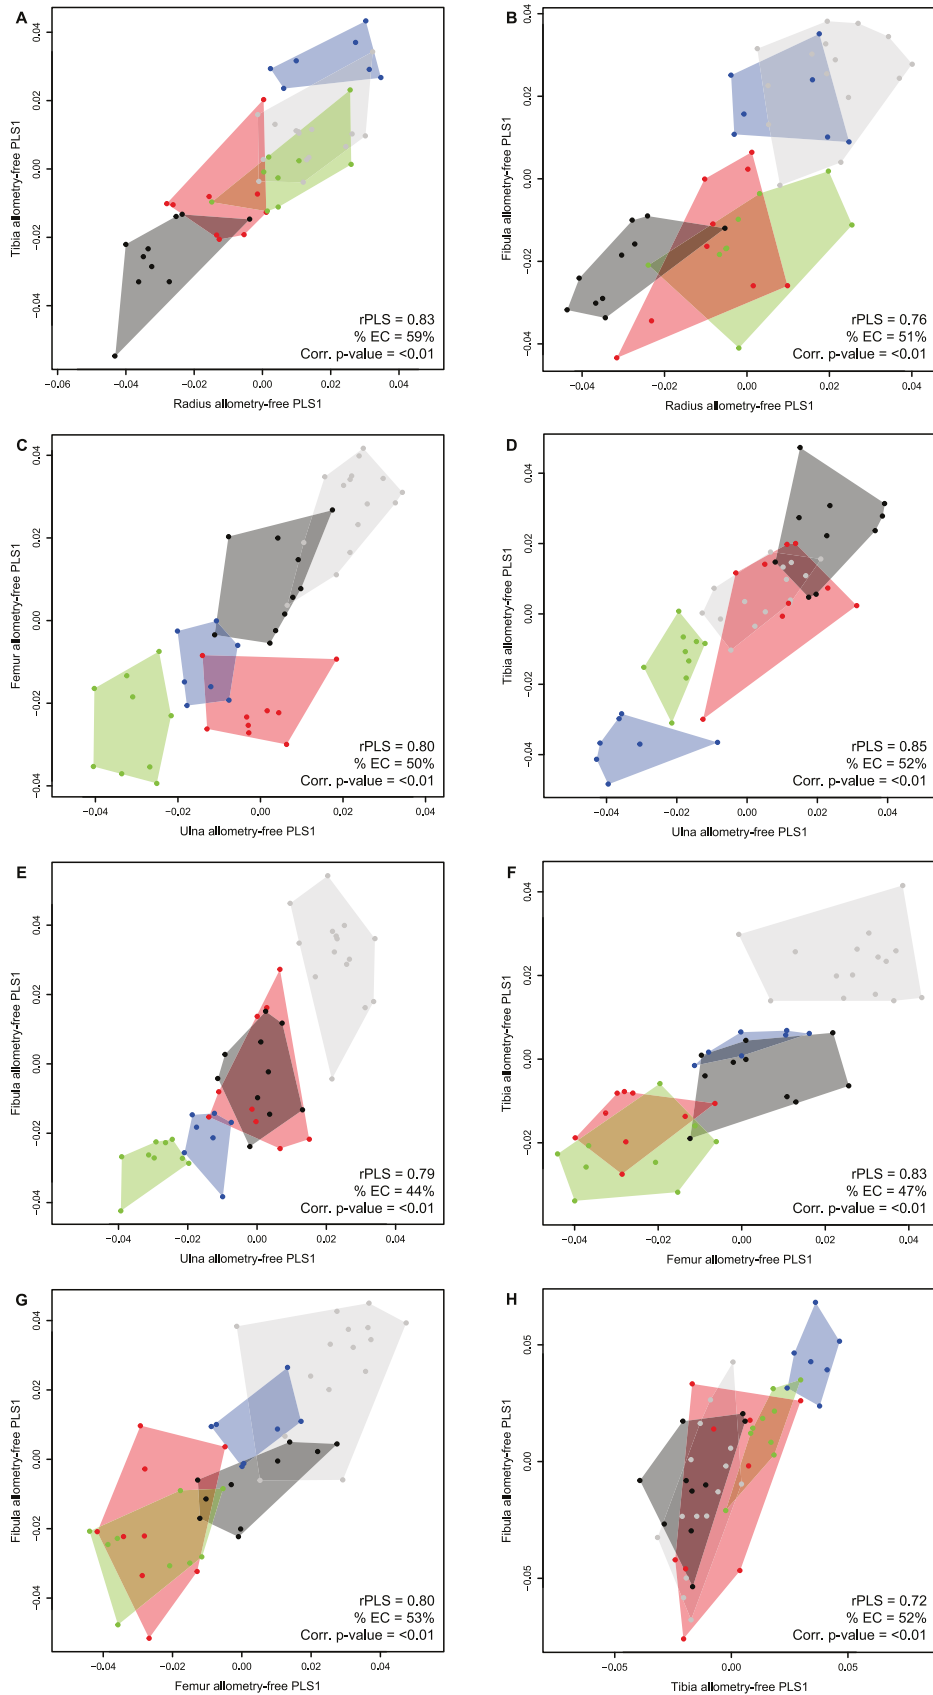 A
Tibia allometry-free PLS1
0.04
0.02
0.00
−0.02
−0.04
rPLS = 0.83
% EC = 59%
Corr. p-value = <0.01
−0.06
−0.04
−0.02
0.00
0.02
0.04
Radius allometry-free PLS1
B
Fibula allometry-free PLS1
0.04
0.02
0.00
−0.02
−0.04
rPLS = 0.76
% EC = 51%
Corr. p-value = <0.01
−0.04
−0.02
0.00
0.02
0.04
Radius allometry-free PLS1
C
Femur allometry-free PLS1
0.04
0.02
0.00
−0.02
−0.04
rPLS = 0.80
% EC = 50%
Corr. p-value = <0.01
−0.04
−0.02
0.00
0.02
0.04
Ulna allometry-free PLS1
D
Tibia allometry-free PLS1
0.04
0.02
0.00
−0.02
−0.04
rPLS = 0.85
% EC = 52%
Corr. p-value = <0.01
−0.04
−0.02
0.00
0.02
0.04
Ulna allometry-free PLS1
E
Fibula allometry-free PLS1
0.04
0.02
0.00
−0.02
−0.04
rPLS = 0.79
% EC = 44%
Corr. p-value = <0.01
−0.04
−0.02
0.00
0.02
0.04
Ulna allometry-free PLS1
F
Tibia allometry-free PLS1
0.04
0.02
0.00
−0.02
rPLS = 0.83
% EC = 47%
Corr. p-value = <0.01
−0.04
−0.02
0.00
0.02
0.04
Femur allometry-free PLS1
G
Fibula allometry-free PLS1
0.04
0.02
0.00
−0.02
−0.04
rPLS = 0.80
% EC = 53%
Corr. p-value = <0.01
−0.04
−0.02
0.00
0.02
0.04
Femur allometry-free PLS1
H
Fibula allometry-free PLS1
0.05
0.00
−0.05
rPLS = 0.72
% EC = 52%
Corr. p-value = <0.01
−0.05
0.00
0.05
Tibia allometry-free PLS1